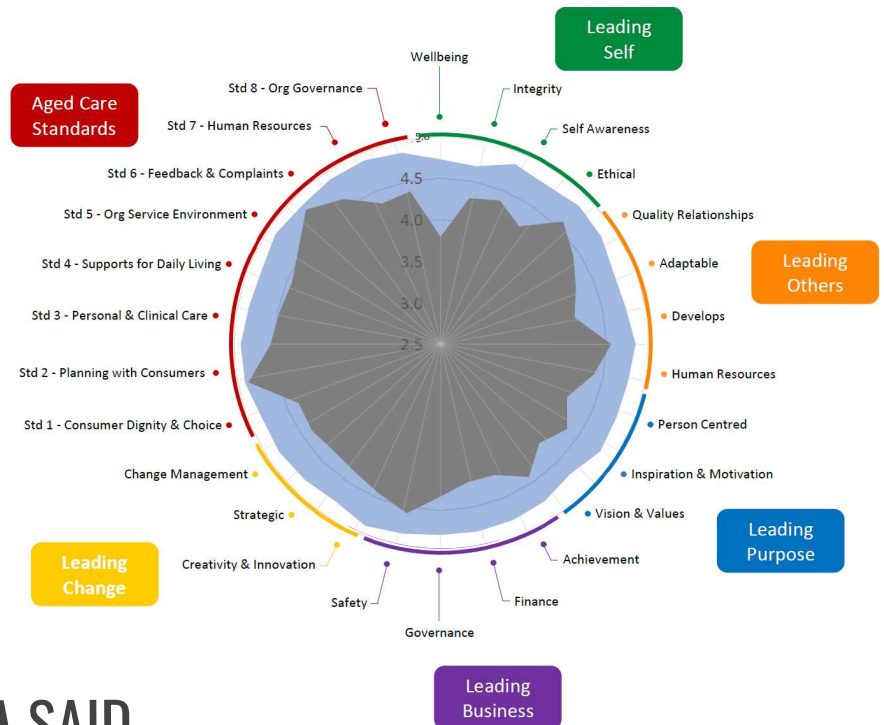 Leading
Self
Wellbeing
Std 8 - Org Governance
Integrity
Aged Care
Standards
Std 7 - Human Resources
Self Awareness
5.0
Std 6 - Feedback & Complaints
Ethical
4.5
Std 5 - Org Service Environment
Quality Relationships
4.0
Std 4 - Supports for Daily Living
Adaptable
Leading
Others
3.5
3.0
Std 3 - Personal & Clinical Care
Develops
2.5
Std 2 - Planning with Consumers
Human Resources
Std 1 - Consumer Dignity & Choice
Person Centred
Change Management
Inspiration & Motivation
Strategic
Vision & Values
Leading
Purpose
Leading
Change
Creativity & Innovation
Achievement
Safety
Finance
Governance
Leading
Business
A SAID